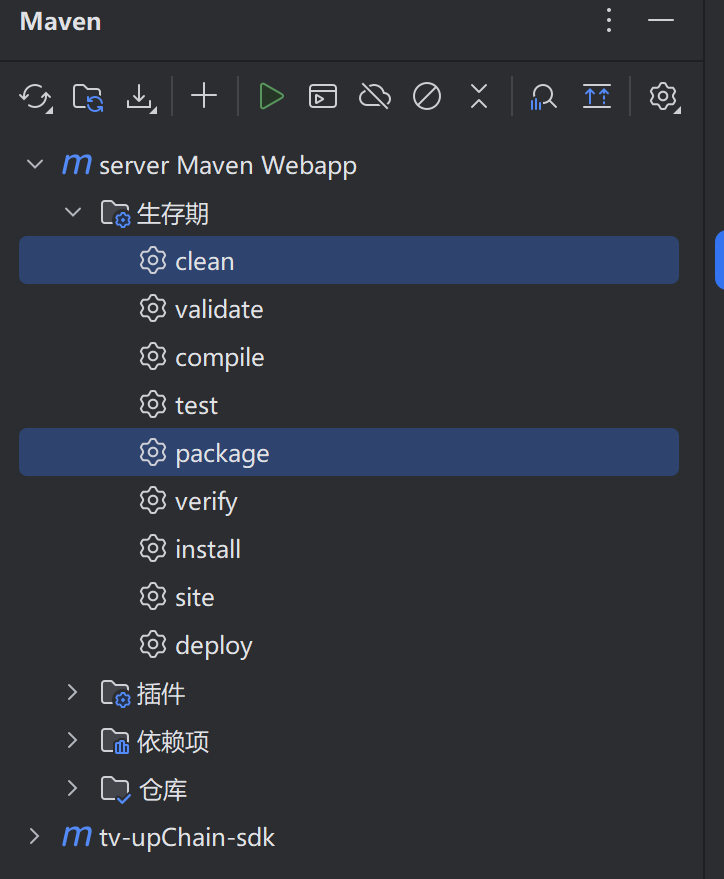 Maven
m server Maven Webapp
生存期
clean
validate
compile
test
package
verify
install
site
deploy
插件
依赖项
仓库
m tv-upChain-sdk